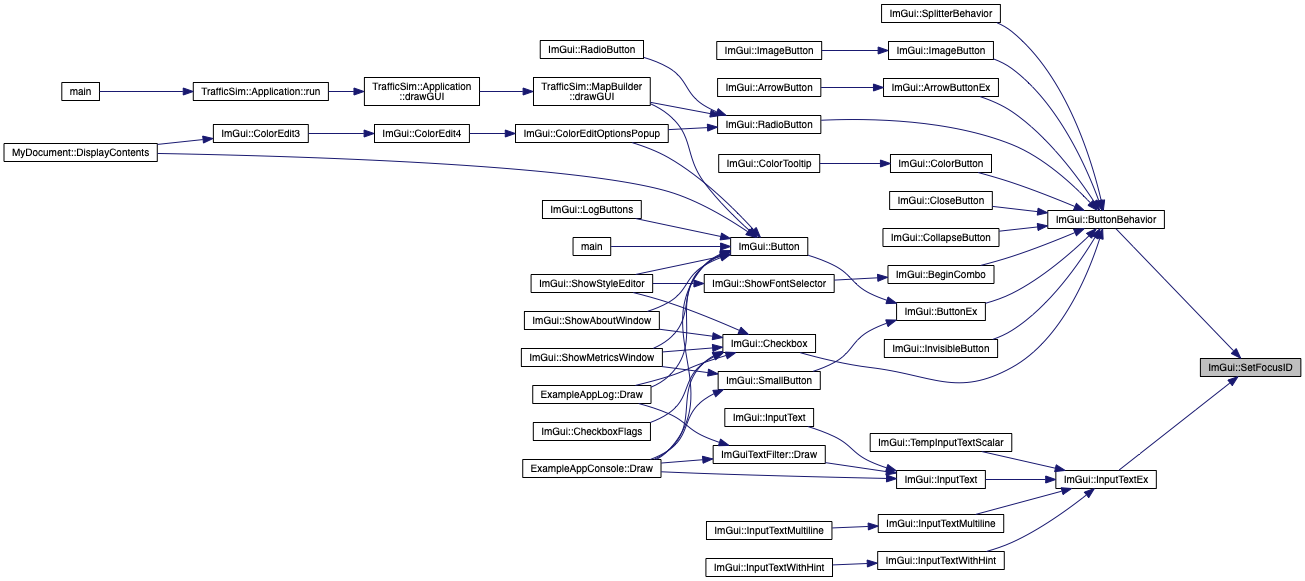 ImGui::SplitterBehavior
ImGui::RadioButton
ImGui::ImageButton
ImGui::ImageButton
main
TrafficSim::Application::run
TrafficSim::Application
::drawGUI
TrafficSim::MapBuilder
::drawGUI
ImGui::ArrowButton
ImGui::ArrowButtonEx
ImGui::RadioButton
MyDocument::DisplayContents
ImGui::ColorEdit3
ImGui::ColorEdit4
ImGui::ColorEditOptionsPopup
ImGui::ColorTooltip
ImGui::ColorButton
ImGui::CloseButton
ImGui::LogButtons
ImGui::ButtonBehavior
ImGui::CollapseButton
main
ImGui::Button
ImGui::BeginCombo
ImGui::ShowStyleEditor
ImGui::ShowFontSelector
ImGui::ButtonEx
ImGui::ShowAboutWindow
ImGui::Checkbox
ImGui::InvisibleButton
ImGui::ShowMetricsWindow
ImGui::SetFocusID
ImGui::SmallButton
ExampleAppLog::Draw
ImGui::InputText
ImGui::CheckboxFlags
ImGui::TempInputTextScalar
ImGuiTextFilter::Draw
ExampleAppConsole::Draw
ImGui::InputText
ImGui::InputTextEx
ImGui::InputTextMultiline
ImGui::InputTextMultiline
ImGui::InputTextWithHint
ImGui::InputTextWithHint